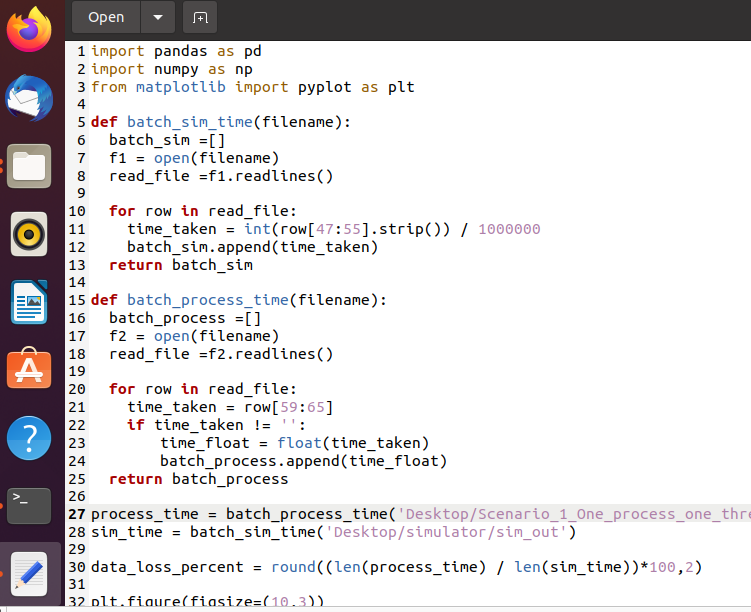 Open
1 import pandas as pd
2 import numpy as np
3 from matplotlib import pyplot as plt
4
5 def batch_sim_time(filename):
6   batch_sim =[]
7   f1 = open(filename)
8   read_file =f1.readlines()
9
10   for row in read_file:
11     time_taken = int(row[47:55].strip()) / 1000000
12     batch_sim.append(time_taken)
13   return batch_sim
14
15 def batch_process_time(filename):
16   batch_process =[]
17   f2 = open(filename)
18   read_file =f2.readlines()
19
20   for row in read_file:
21     time_taken = row[59:65]
22     if time_taken != '':
23         time_float = float(time_taken)
24         batch_process.append(time_float)
25   return batch_process
26
27 process_time = batch_process_time('Desktop/Scenario_1_One_process_one_thre
28 sim_time = batch_sim_time('Desktop/simulator/sim_out')
29
30 data_loss_percent = round((len(process_time) / len(sim_time))*100,2)
31
32 plt.figure(figsize=(10,3))